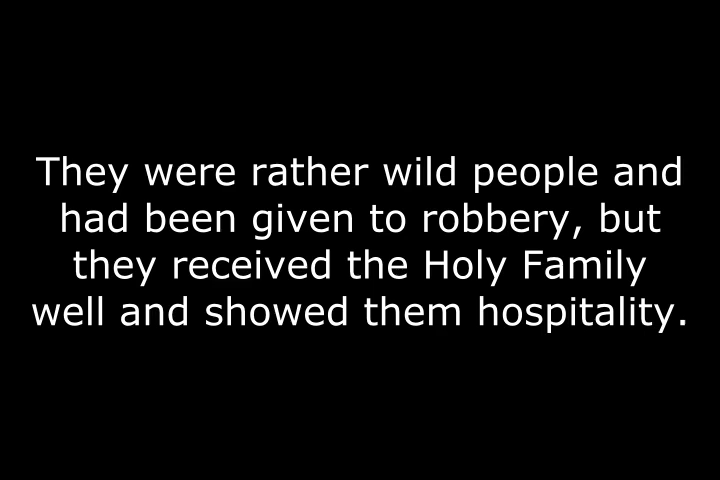 They were rather wild people and
had been given to robbery, but
they received the Holy Family
well and showed them hospitality.